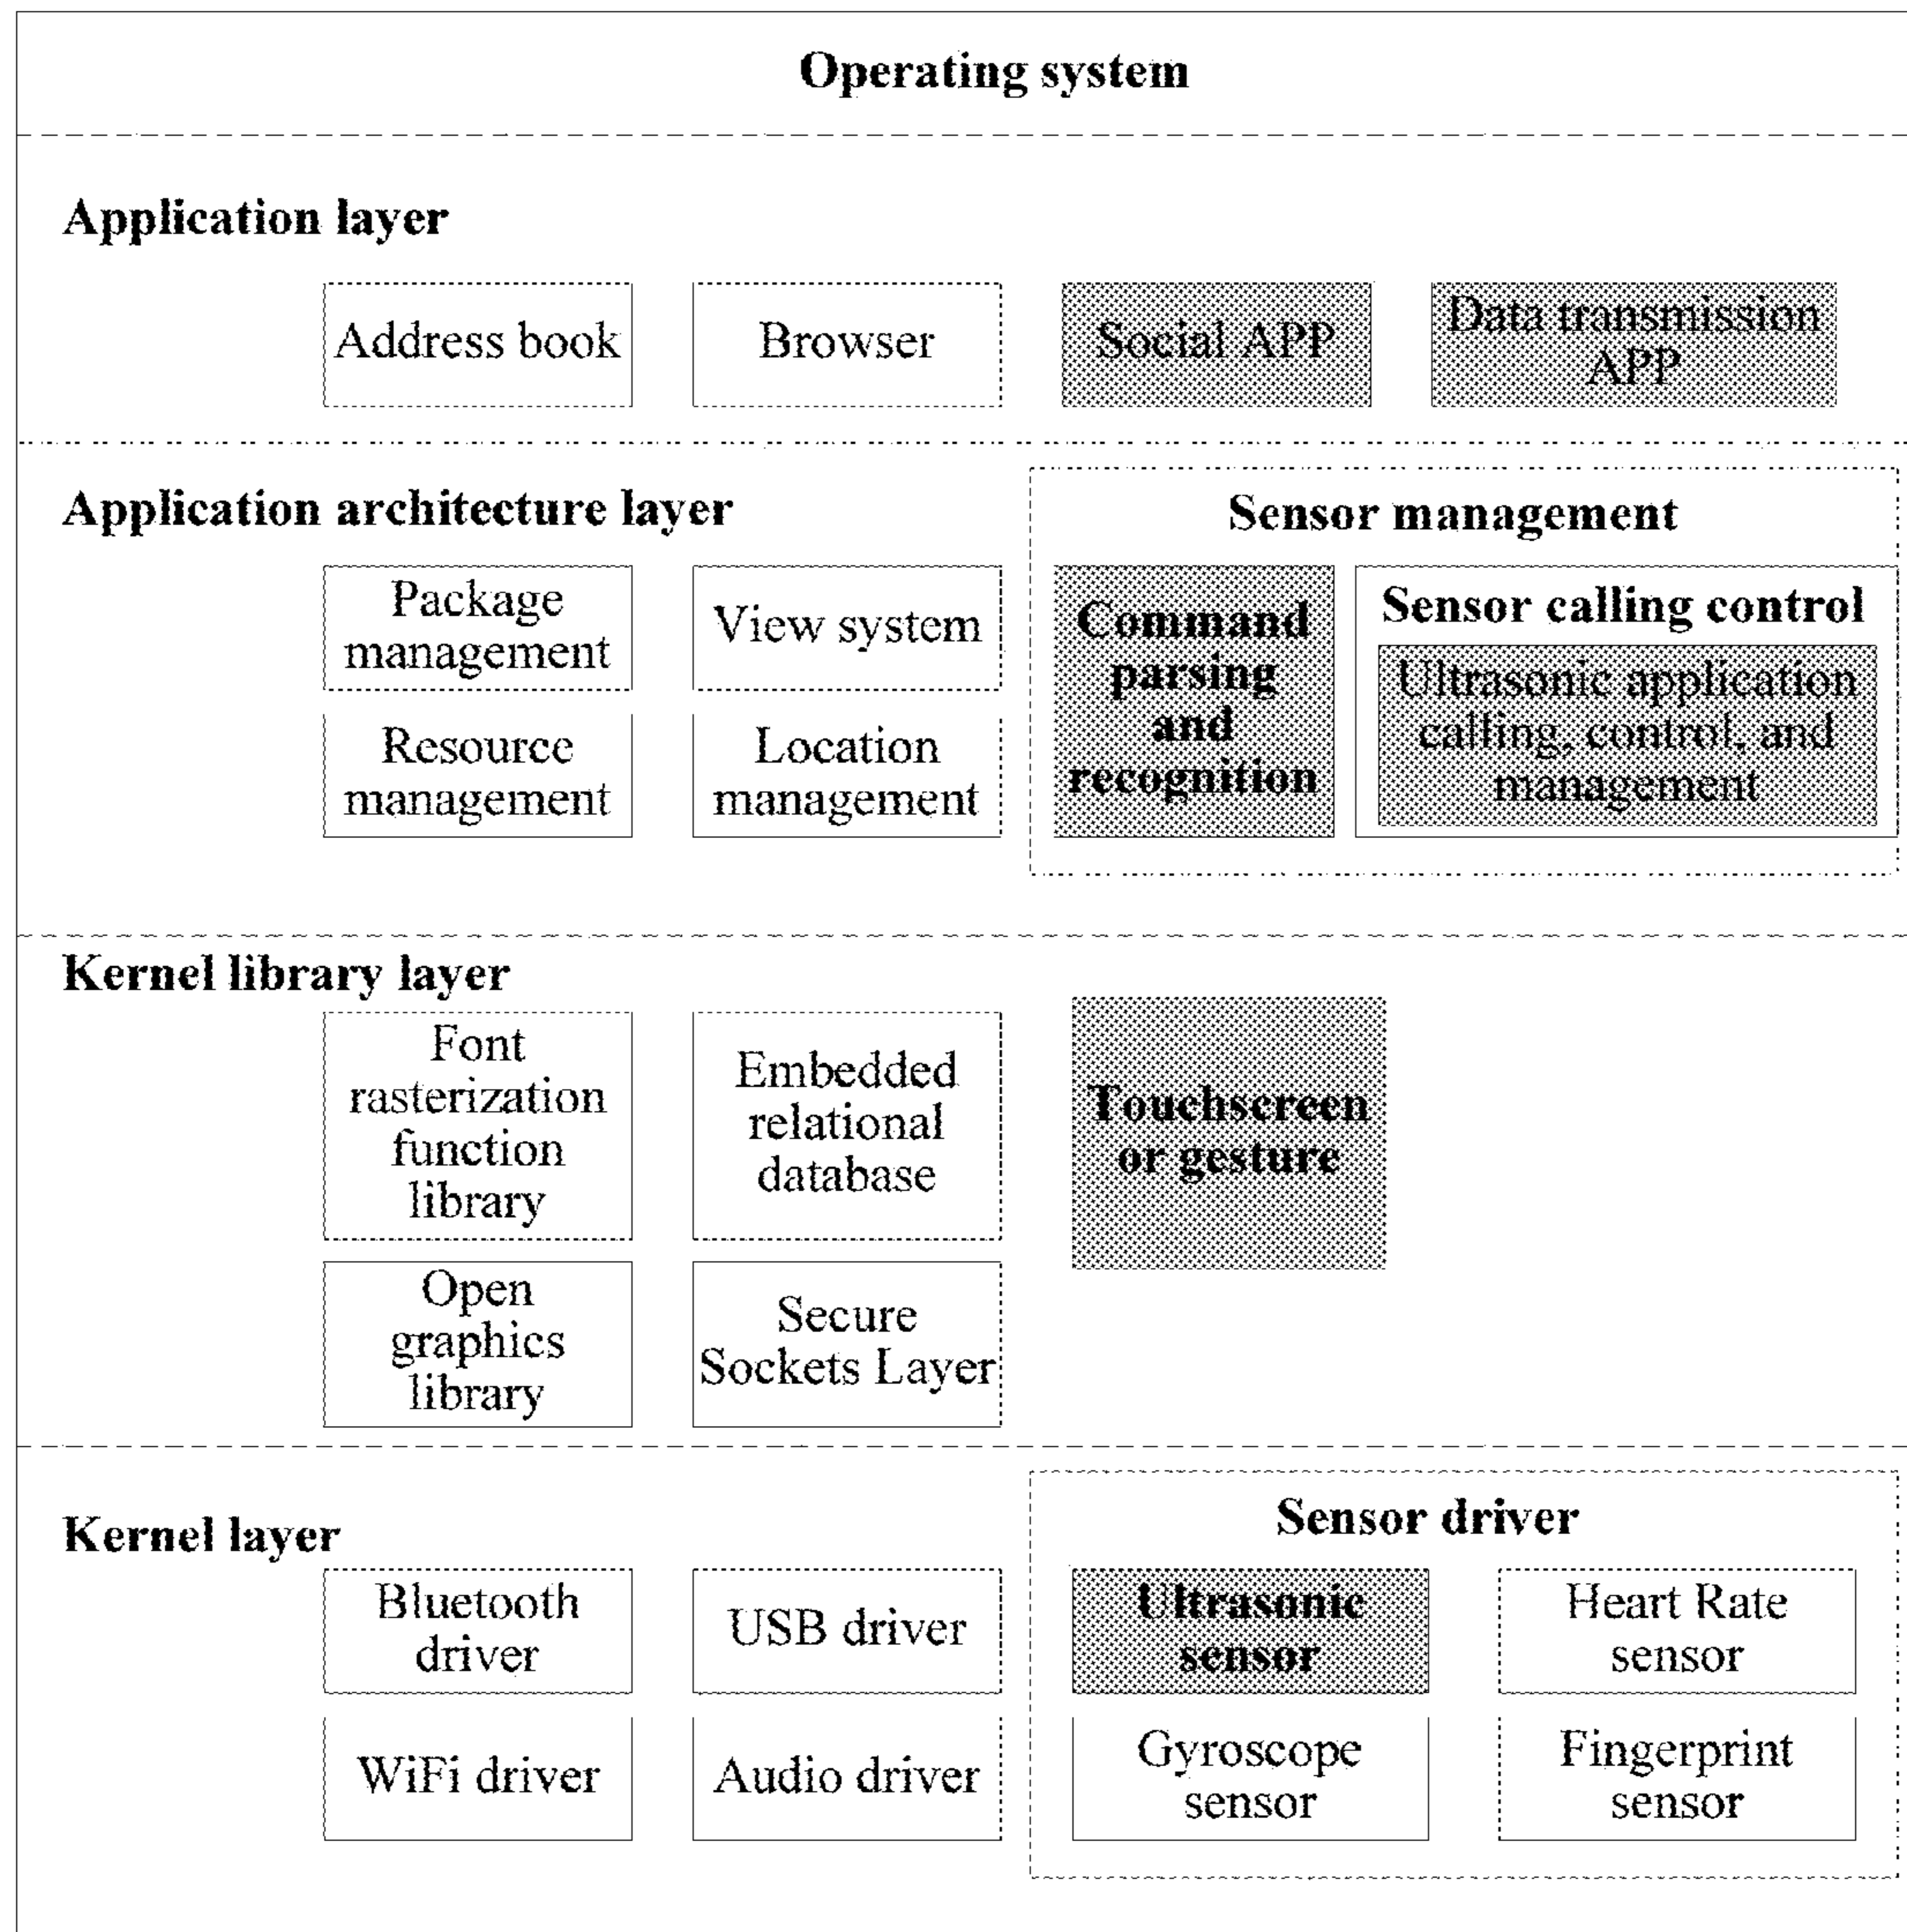 Operating system
Application layer
Address book
Browser
Social APP
Data transmission
APP
Application architecture layer
Package
management
View system
Resource
management
Location
management
Sensor management
Command
parsing
and
recognition
Sensor calling control
Ultrasonic application
calling, control, and
management
Kernel library layer
Font
rasterization
function
library
Embedded
relational
database
Touchscreen
or gesture
Open
graphics
library
Secure
Sockets Layer
Kernel layer
Bluetooth
driver
USB driver
WiFi driver
Audio driver
Sensor driver
Ultrasonic
sensor
Heart Rate
sensor
Gyroscope
sensor
Fingerprint
sensor